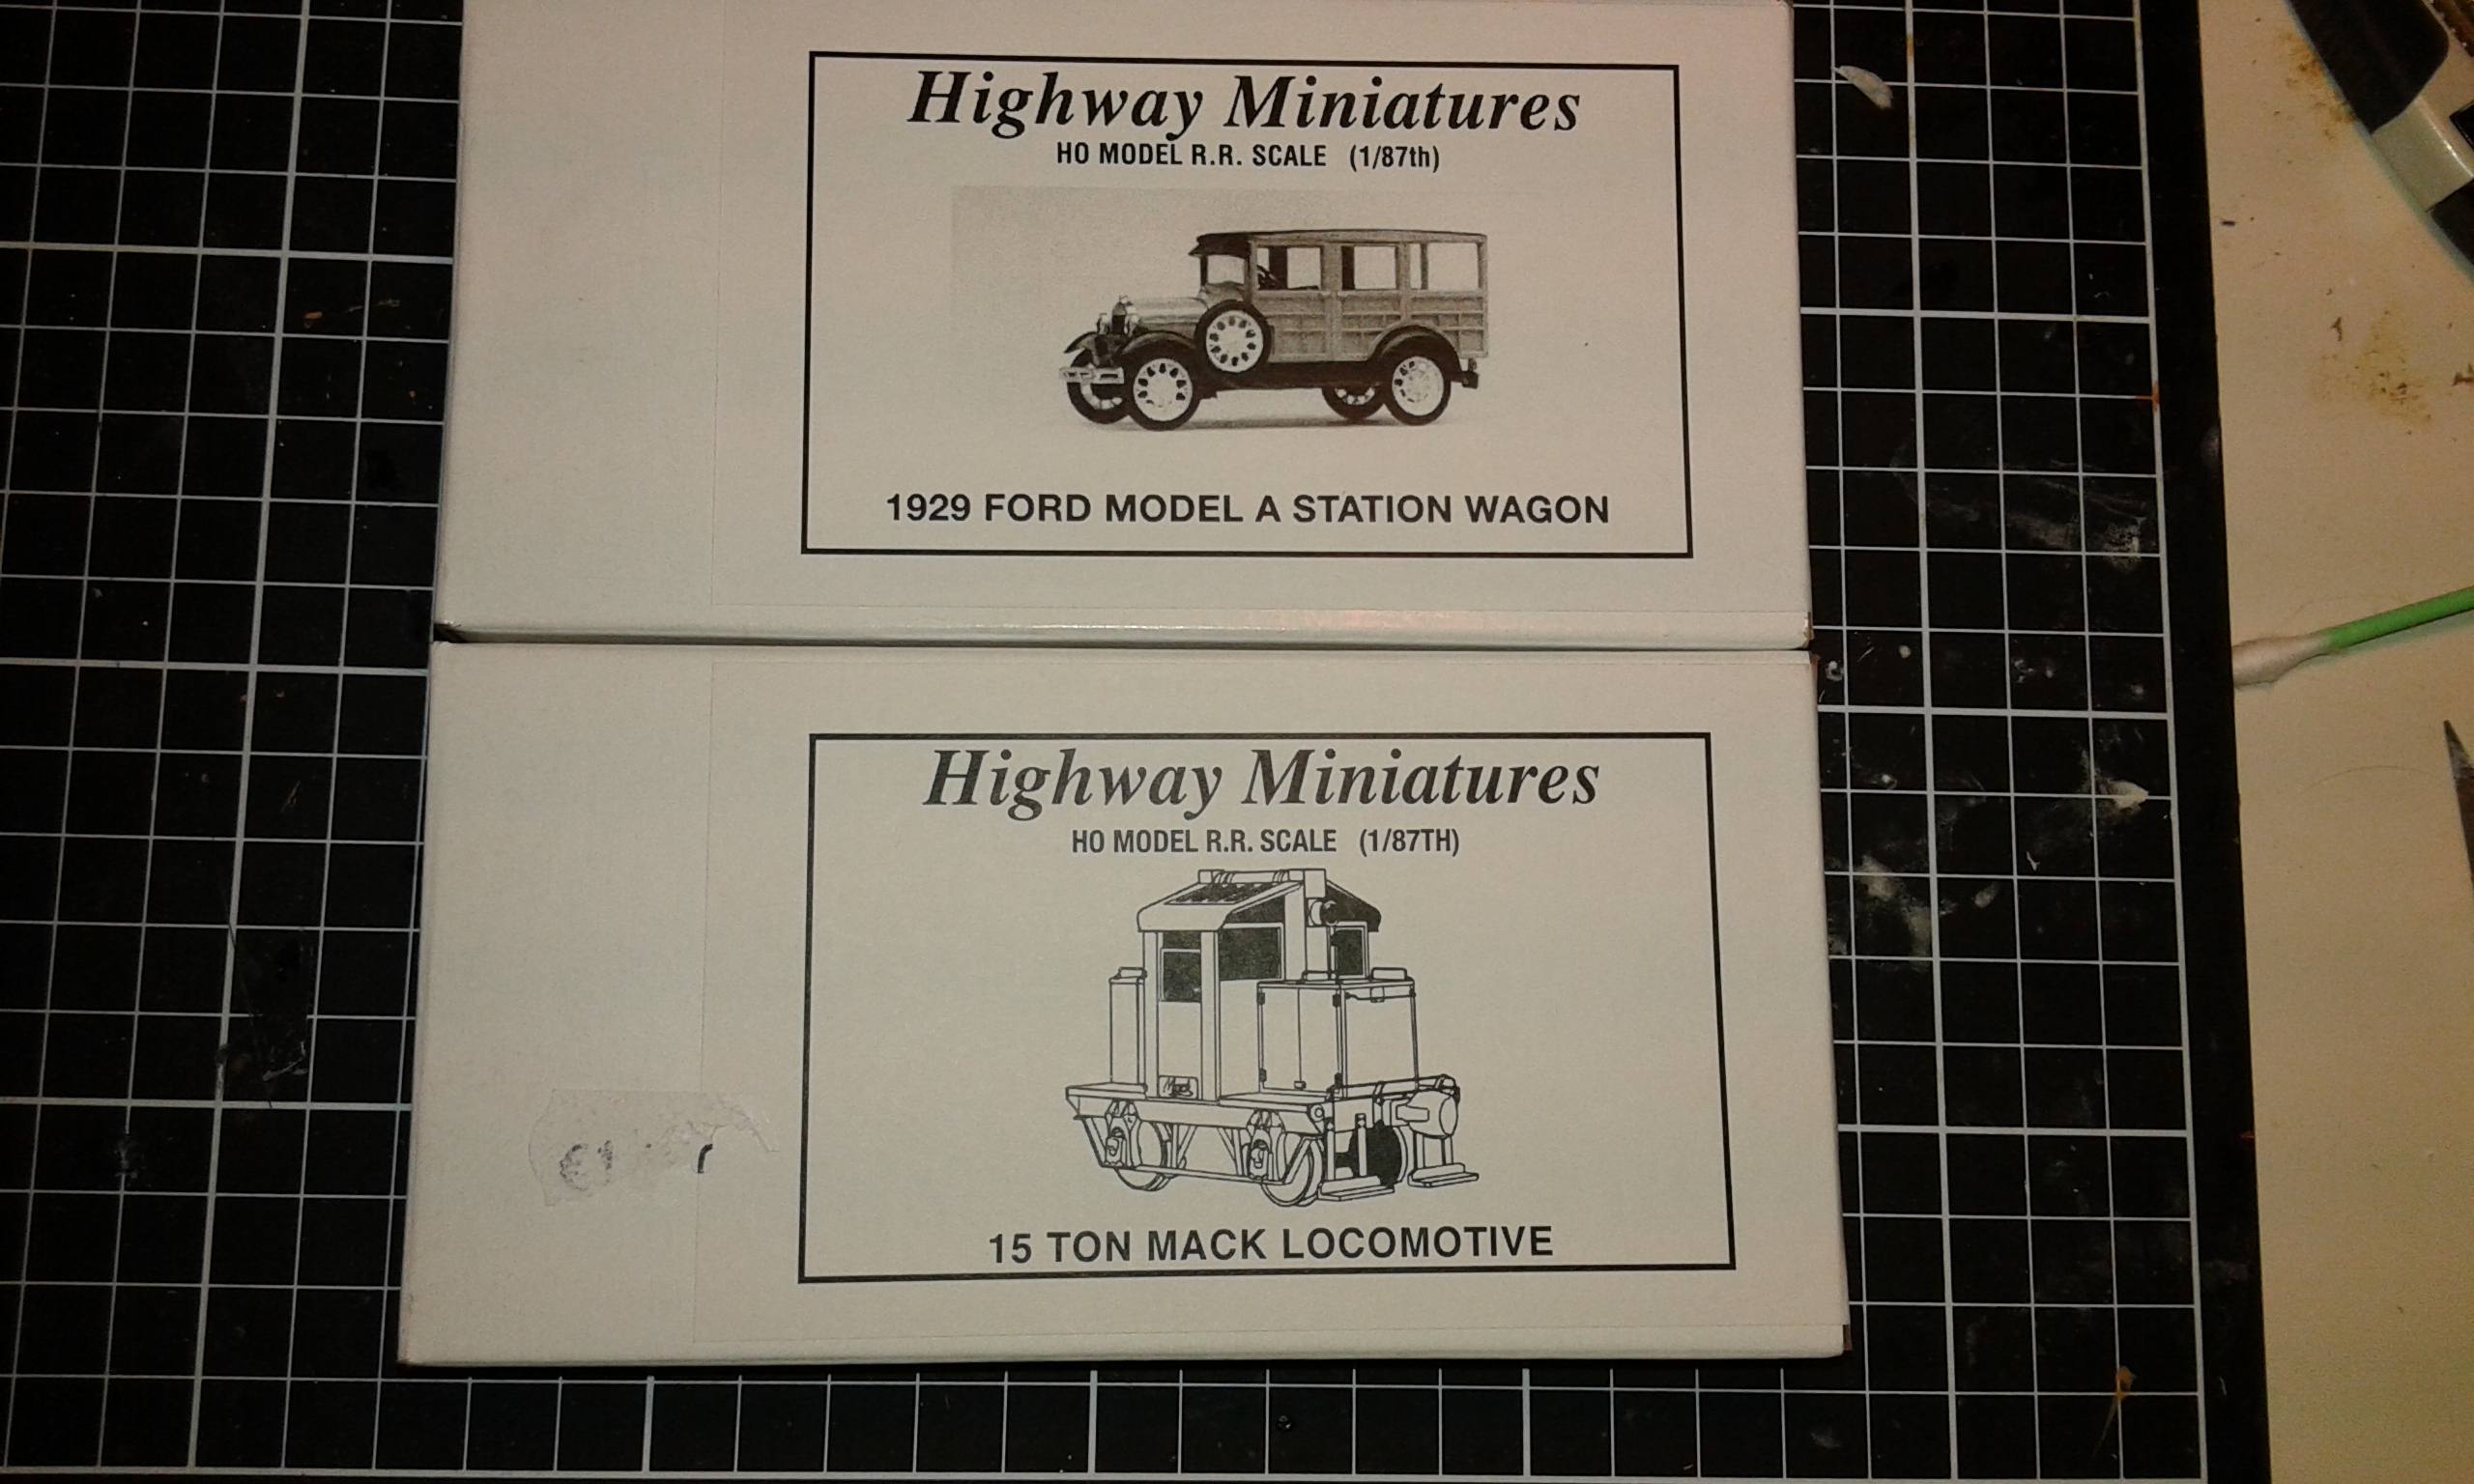 Highway Miniatures
HO MODEL R.R. SCALE (1/87th)
1929 FORD MODEL A STATION WAGON
Highway Miniatures
HO MODEL R.R. SCALE (1/87TH)
Mack
15 TON MACK LOCOMOTIVE